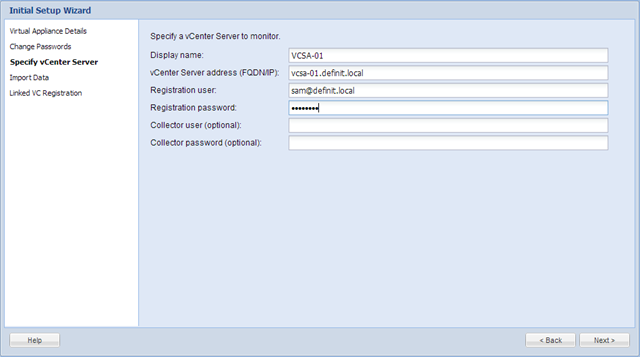 Initial Setup Wizard
Virtual Appliance Details
Change Passwords
Specify vCenter Server
Import Data
Linked VC Registration
Specify a vCenter Server to monitor.
Display name: VCSA-01
vCenter Server address (FQDN/IP): vcsa-01.definit.local
Registration user: sam@definit.local
Registration password: ••••••••
Collector user (optional):
Collector password (optional):
Help < Back Next >